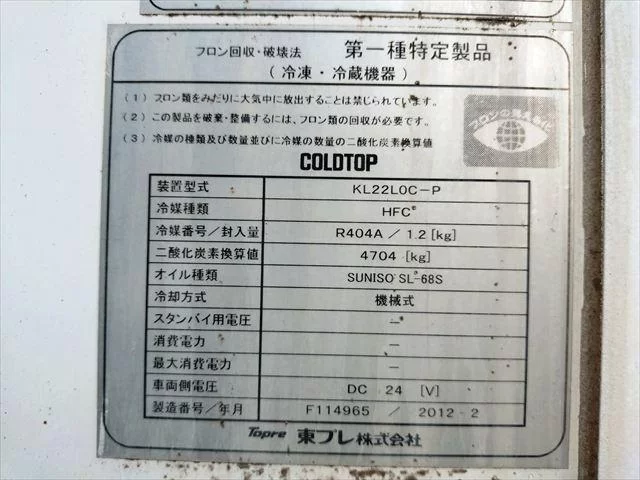 フロン回収・破壊法 第一種特定製品
(冷凍・冷蔵機器)
(1) フロン類をみだりに大気中に放出することは禁じられています。
(2) この製品を破棄・整備するには、フロン類の回収が必要です。
(3) 冷媒の種類及び数量並びに冷媒の数量の二酸化炭素換算値
フロンの見える化
COLDTOP
装置型式 KL22L0C-P
冷媒種類 HFC
冷媒番号/封入量 R404A / 1.2 [kg]
二酸化炭素換算値 4704 [kg]
オイル種類 SUNISO SL-68S
冷却方式 機械式
スタンバイ用電圧 —
消費電力 —
最大消費電力 —
車両側電圧 DC 24 [V]
製造番号/年月 F114965 / 2012-2
Topre 東プレ株式会社